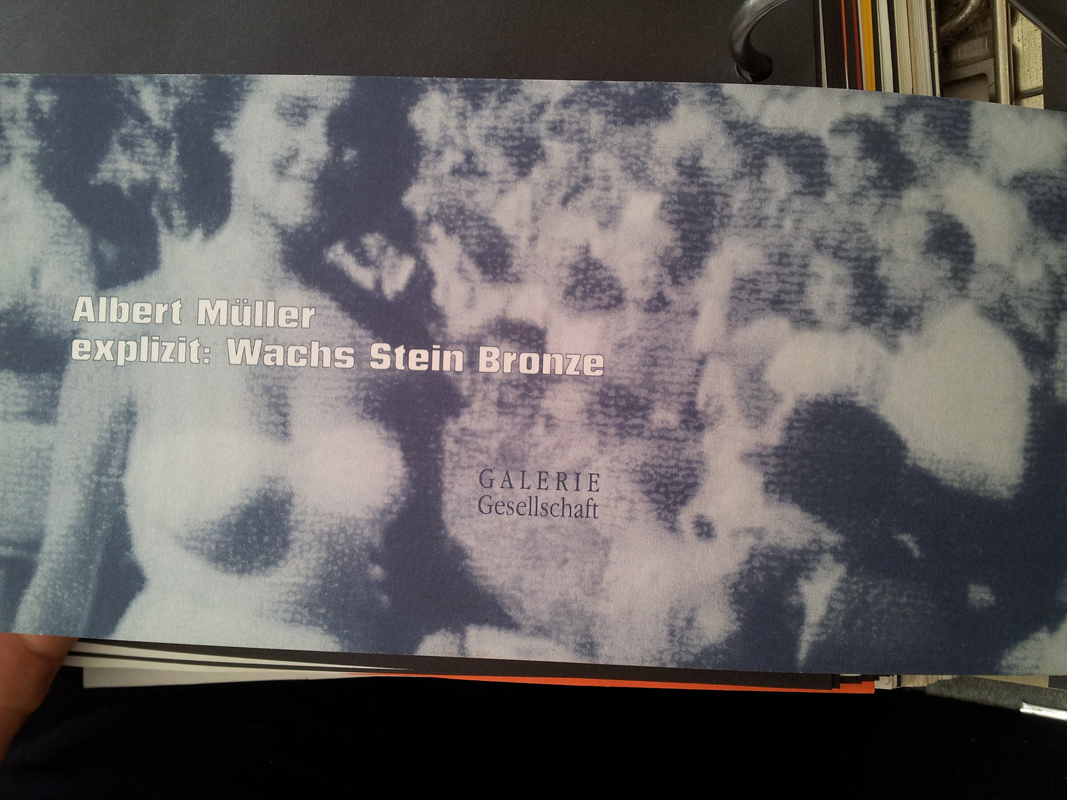 Albert Müller
explizit: Wachs Stein Bronze
GALERIE
Gesellschaft